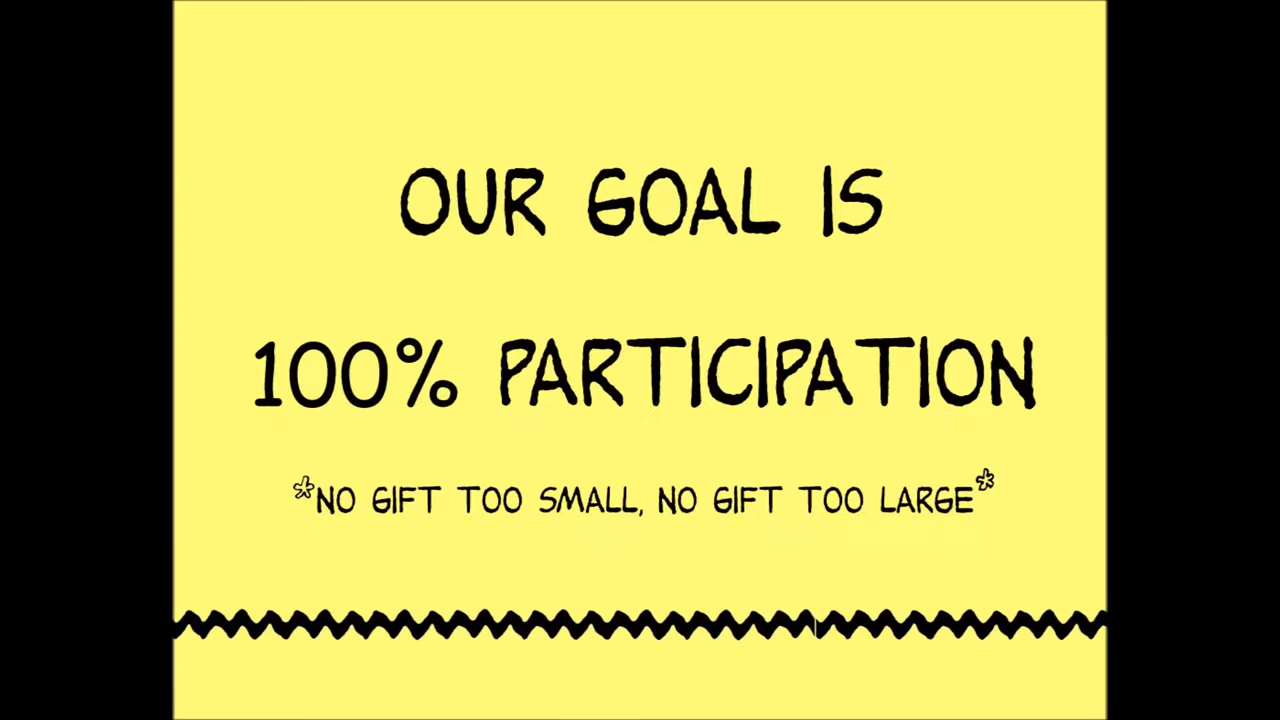 OUR GOAL IS
100% PARTICIPATION
*NO GIFT TOO SMALL, NO GIFT TOO LARGE*